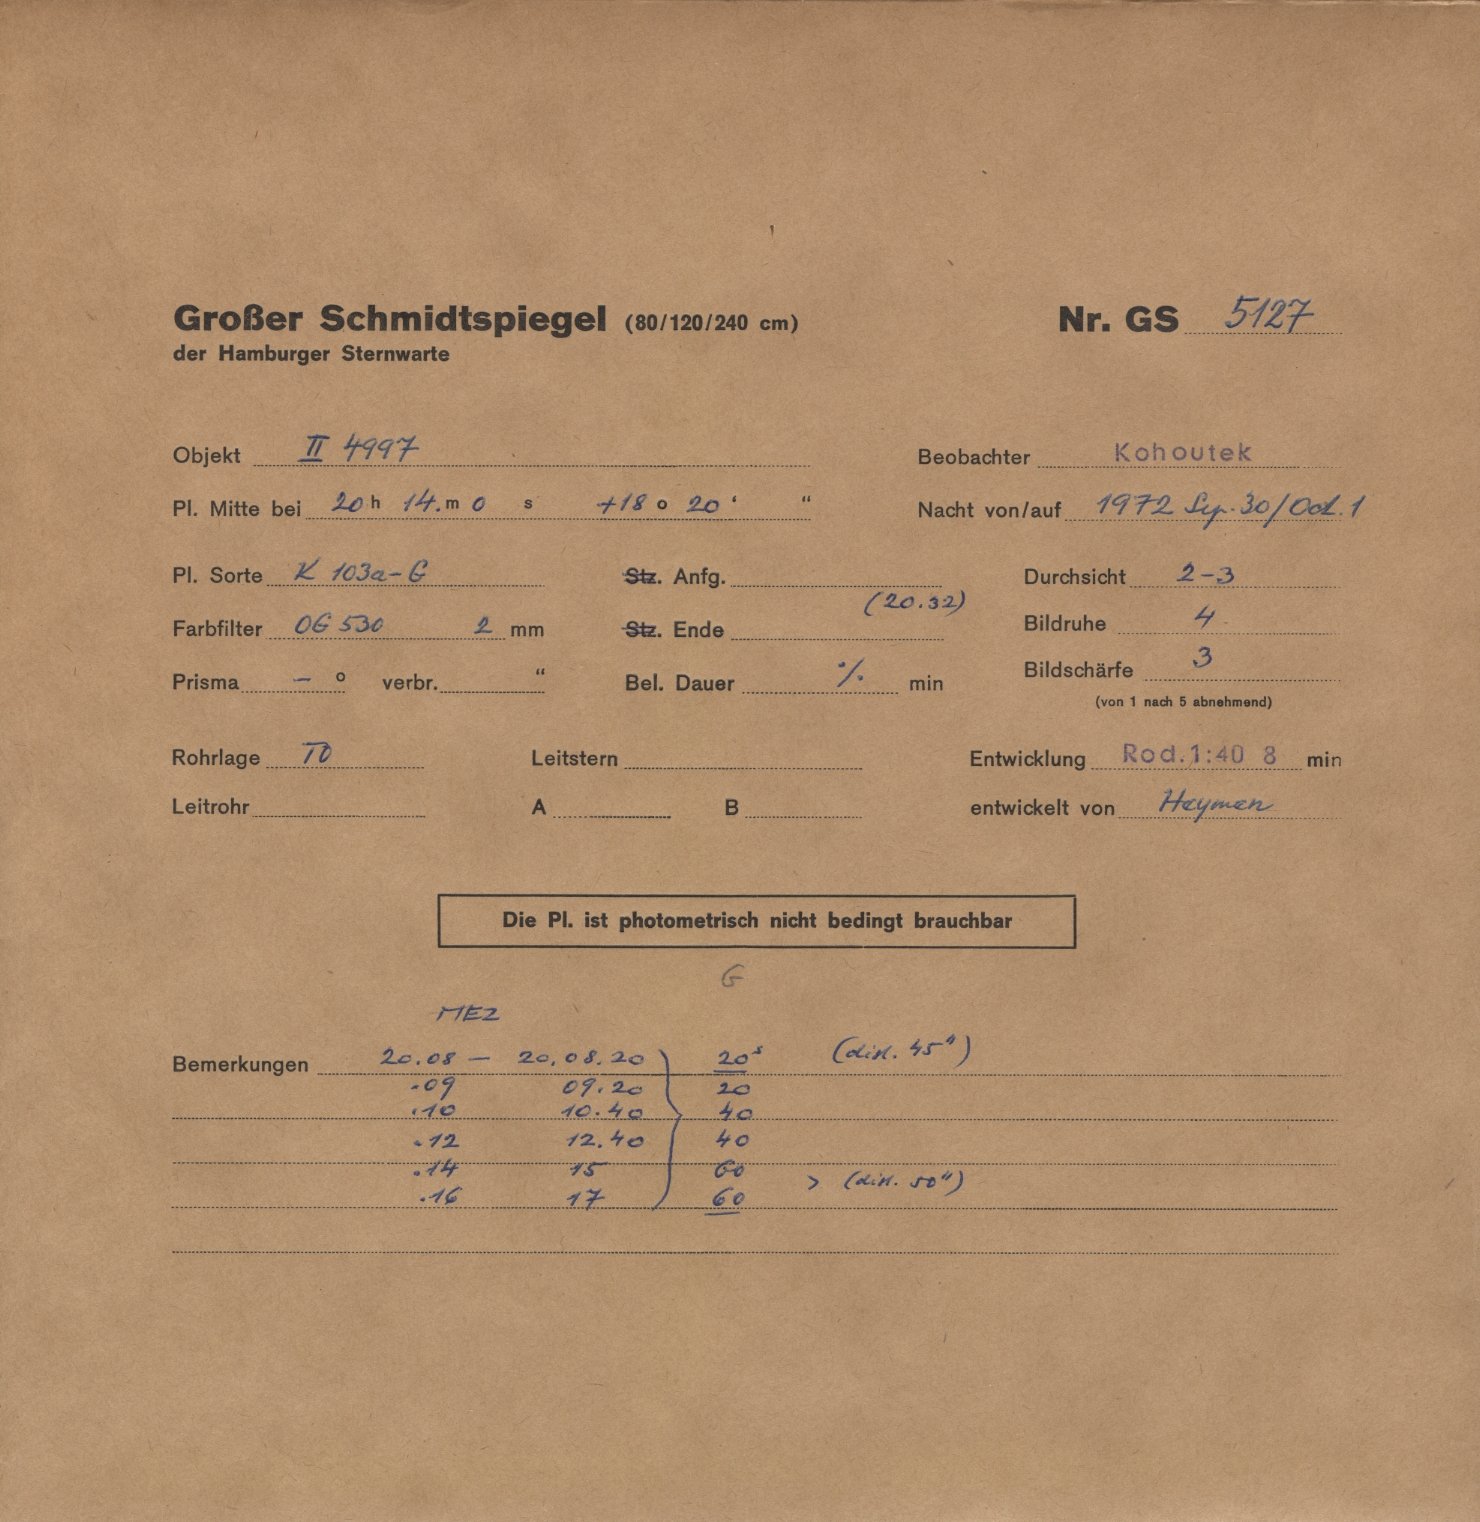 Großer Schmidtspiegel (80/120/240 cm) Nr. GS 5127
der Hamburger Sternwarte
Objekt II 4997 Beobachter Kohoutek
Pl. Mitte bei 20 h 14. m 0 s +18 o 20 ‘ “ Nacht von/auf 1972 Sep. 30/Oct. 1
Pl. Sorte K 103a-G Stz. Anfg. Durchsicht 2-3
(20.32)
Farbfilter OG 530 2 mm Stz. Ende Bildruhe 4
Prisma – o verbr. “ Bel. Dauer ·/. min Bildschärfe 3
(von 1 nach 5 abnehmend)
Rohrlage TO Leitstern Entwicklung Rod. 1:40 8 min
Leitrohr A B entwickelt von Heymen
Die Pl. ist photometrisch nicht bedingt brauchbar
G
MEZ
Bemerkungen 20.08 — 20.08.20 20s (dist. 45")
.09 09.20 20
.10 10.40 40
.12 12.40 40
.14 15 60
.16 17 60 > (dist. 50")